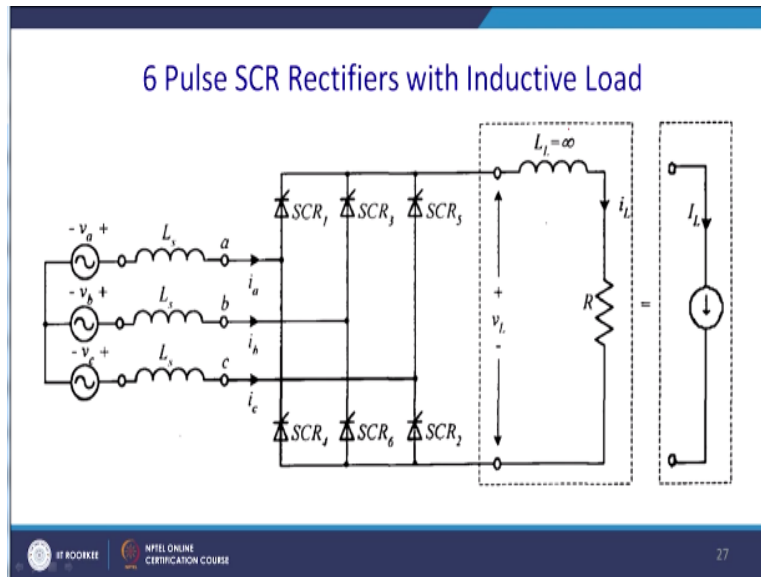 6 Pulse SCR Rectifiers with Inductive Load
L_L=∞
SCR_1
SCR_3
SCR_5
i_L
I_L
- v_a +
L_s
a
i_a
- v_b +
L_s
b
i_b
- v_c +
L_s
c
i_c
+
v_L
-
R
=
SCR_4
SCR_6
SCR_2
IIT ROORKEE
NPTEL ONLINE
CERTIFICATION COURSE
27